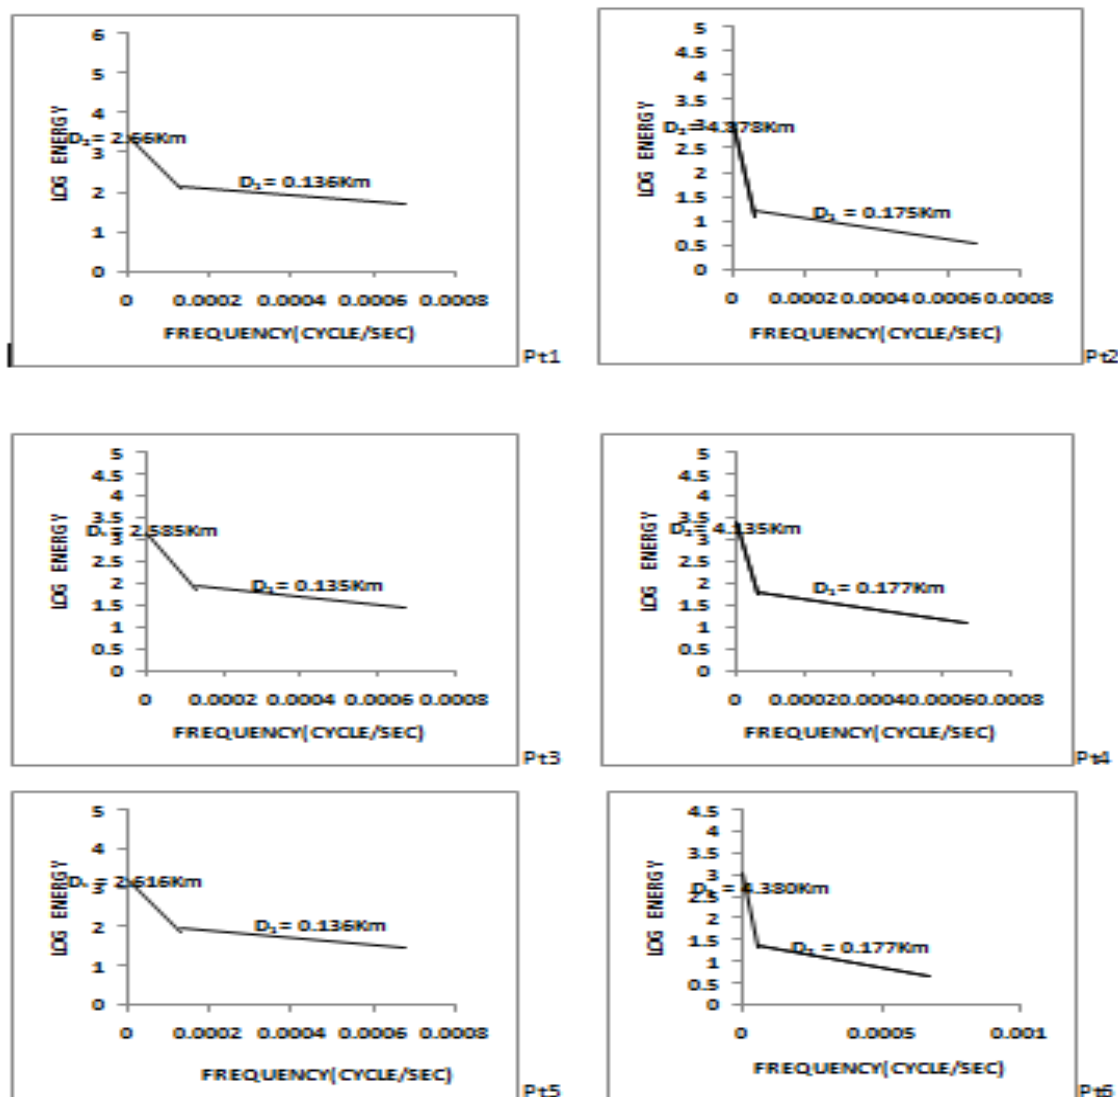 6
5
4
3
2
1
0
LOG ENERGY
D₂ = 2.66Km
D₁ = 0.136Km
0 0.0002 0.0004 0.0006 0.0008
FREQUENCY(CYCLE/SEC)
Pt1
5
4.5
4
3.5
3
2.5
2
1.5
1
0.5
0
LOG ENERGY
D₂ = 4.378Km
D₁ = 0.175Km
0 0.0002 0.0004 0.0006 0.0008
FREQUENCY(CYCLE/SEC)
Pt2
5
4.5
4
3.5
3
2.5
2
1.5
1
0.5
0
LOG ENERGY
= 2.585Km
D₁ = 0.135Km
0 0.0002 0.0004 0.0006 0.0008
FREQUENCY(CYCLE/SEC)
Pt3
5
4.5
4
3.5
3
2.5
2
1.5
1
0.5
0
LOG ENERGY
D₂ = 4.135Km
D₁ = 0.177Km
0 0.0002 0.0004 0.0006 0.0008
FREQUENCY(CYCLE/SEC)
Pt4
5
4
3
2
1
0
LOG ENERGY
= 2.616Km
D₁ = 0.136Km
0 0.0002 0.0004 0.0006 0.0008
FREQUENCY(CYCLE/SEC)
Pt5
4.5
4
3.5
3
2.5
2
1.5
1
0.5
0
LOG ENERGY
= 4.380Km
= 0.177Km
0 0.0005 0.001
FREQUENCY(CYCLE/SEC)
Pt6